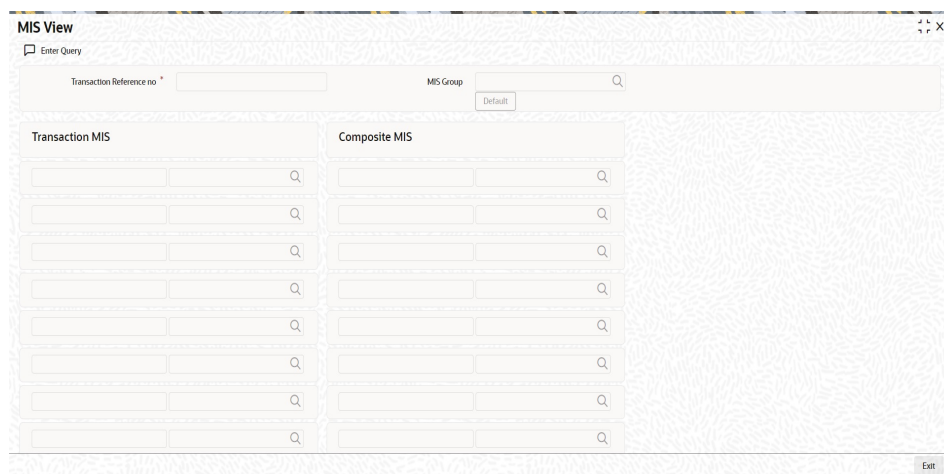 MIS View
Enter Query
Transaction Reference no *
MIS Group
Default
Transaction MIS
Composite MIS
Exit